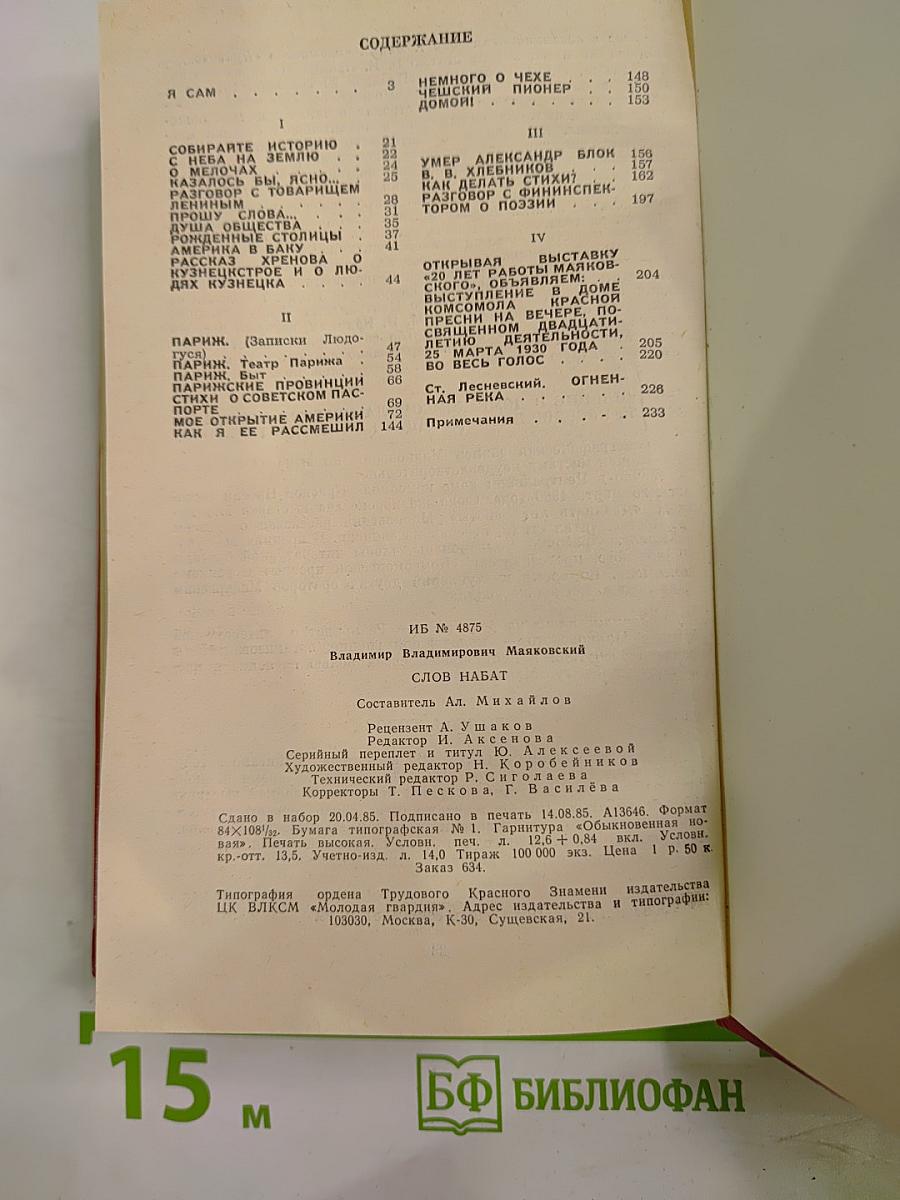 СОДЕРЖАНИЕ
Я САМ . . . . . . . 3
I
СОБИРАЙТЕ ИСТОРИЮ . 21
С НЕБА НА ЗЕМЛЮ . . 22
О МЕЛОЧАХ . . . . 24
КАЗАЛОСЬ БЫ, ЯСНО... . 25
РАЗГОВОР С ТОВАРИЩЕМ
ЛЕНИНЫМ . . . . . 28
ПРОШУ СЛОВА... . . . 31
ДУША ОБЩЕСТВА . . . 35
РОЖДЕННЫЕ СТОЛИЦЫ . 37
АМЕРИКА В БАКУ . . . 41
РАССКАЗ ХРЕНОВА О
КУЗНЕЦКСТРОЕ И О ЛЮ-
ДЯХ КУЗНЕЦКА . . . . 44
II
ПАРИЖ. (Записки Людо-
гуся) . . . . . . . 47
ПАРИЖ. Театр Парижа . 54
ПАРИЖ. Быт . . . . . 58
ПАРИЖСКИЕ ПРОВИНЦИИ 66
СТИХИ О СОВЕТСКОМ ПАС-
ПОРТЕ . . . . . . 69
МОЕ ОТКРЫТИЕ АМЕРИКИ 72
КАК Я ЕЕ РАССМЕШИЛ 144
НЕМНОГО О ЧЕХЕ . . . 148
ЧЕШСКИЙ ПИОНЕР . . 150
ДОМОЙ! . . . . . . . 153
III
УМЕР АЛЕКСАНДР БЛОК 156
В. В. ХЛЕБНИКОВ . . . 157
КАК ДЕЛАТЬ СТИХИ? . . 162
РАЗГОВОР С ФИНИНСПЕК-
ТОРОМ О ПОЭЗИИ . . . 197
IV
ОТКРЫВАЯ ВЫСТАВКУ
«20 ЛЕТ РАБОТЫ МАЯКОВ-
СКОГО», ОБЪЯВЛЯЕМ: . . 204
ВЫСТУПЛЕНИЕ В ДОМЕ
КОМСОМОЛА КРАСНОЙ
ПРЕСНИ НА ВЕЧЕРЕ, ПО-
СВЯЩЕННОМ ДВАДЦАТИ-
ЛЕТИЮ ДЕЯТЕЛЬНОСТИ,
25 МАРТА 1930 ГОДА . 205
ВО ВЕСЬ ГОЛОС . . . . 220
Ст. Лесневский. ОГНЕН-
НАЯ РЕКА . . . . . . 226
Примечания . . . . . 233
ИБ № 4875
Владимир Владимирович Маяковский
СЛОВ НАБАТ
Составитель Ал. Михайлов
Рецензент А. Ушаков
Редактор И. Аксенова
Серийный переплет и титул Ю. Алексеевой
Художественный редактор Н. Коробейников
Технический редактор Р. Сиголаева
Корректоры Т. Пескова, Г. Василёва
Сдано в набор 20.04.85. Подписано в печать 14.08.85. А13646. Формат
84×108¹/₃₂. Бумага типографская № 1. Гарнитура «Обыкновенная но-
вая». Печать высокая. Условн. печ. л. 12,6 + 0,84 вкл. Условн.
кр.-отт. 13,5. Учетно-изд. л. 14,0 Тираж 100 000 экз. Цена 1 р. 50 к.
Заказ 634.
Типография ордена Трудового Красного Знамени издательства
ЦК ВЛКСМ «Молодая гвардия». Адрес издательства и типографии:
103030, Москва, К-30, Сущевская, 21.
15 м
БФ БИБЛИОФАН